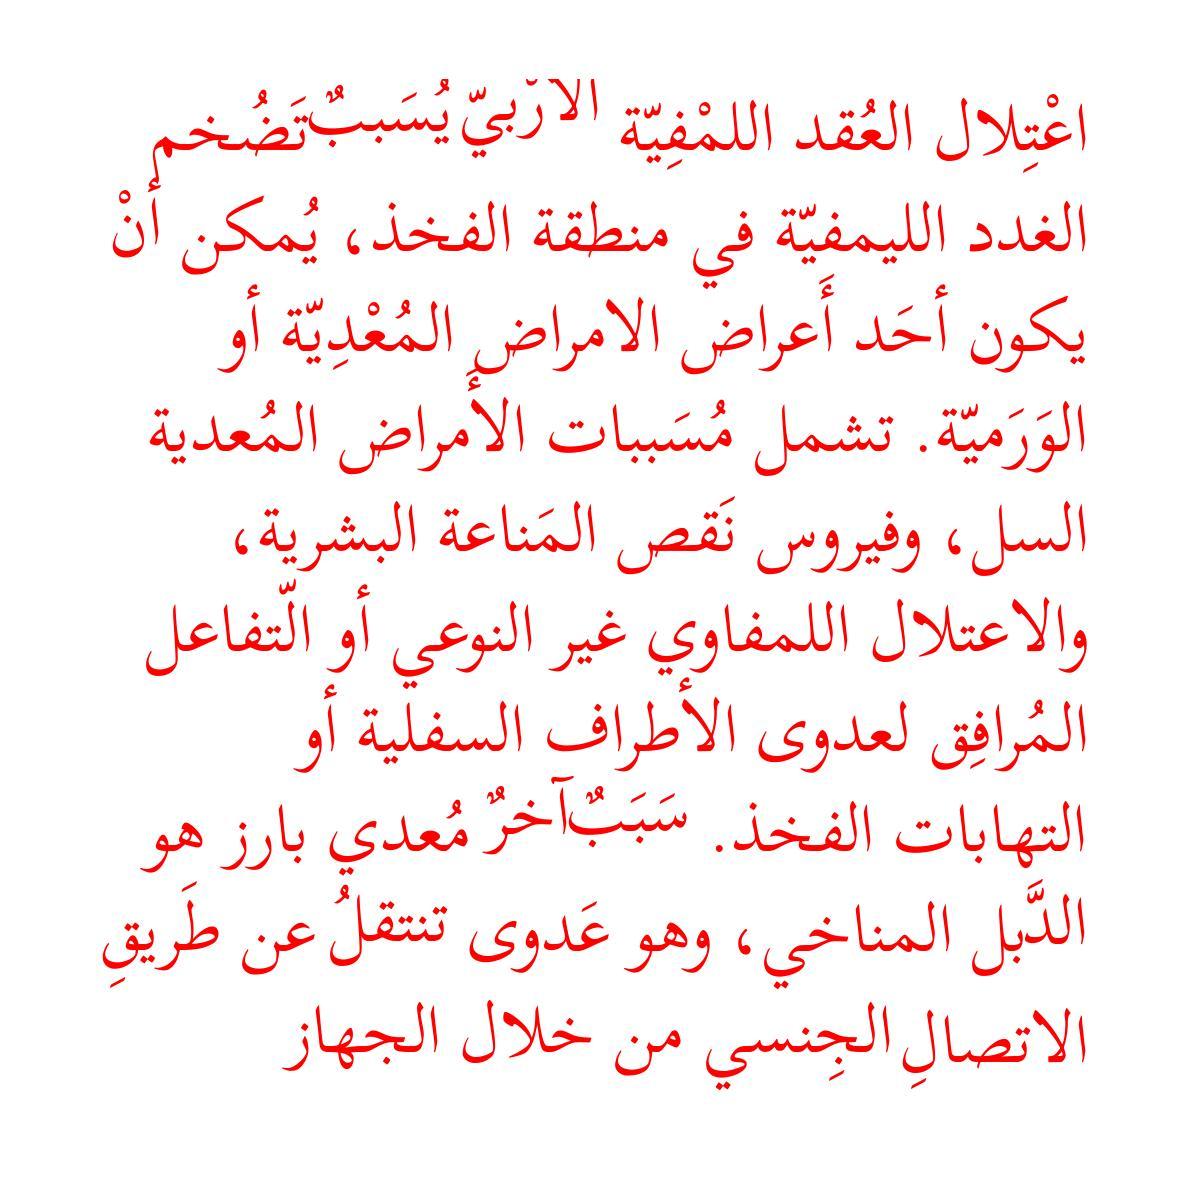 اعْتِلال العُقد اللمْفِيّة الارْبيّ يُسَببٌ تَضُخم
الغدد الليمفيّة في منطقة الفخذ، يُمكن أنْ
يكون أحَد أَعراض الامراض المُعْدِيّة أو
الوَرَميّة. تشمل مُسَببات الأَمراض المُعدية
السل، وفيروس نَقص المَناعة البشرية،
والاعتلال اللمفاوي غير النوعي أو الّتفاعل
المُرافِق لعدوى الأطراف السفلية أو
التهابات الفخذ. سَبَبٌ آخرٌ مُعدي بارز هو
الدَّبل المناخي، وهو عَدوى تنتقلُ عن طَريقِ
الاتصالِ الجِنسي من خلال الجهاز